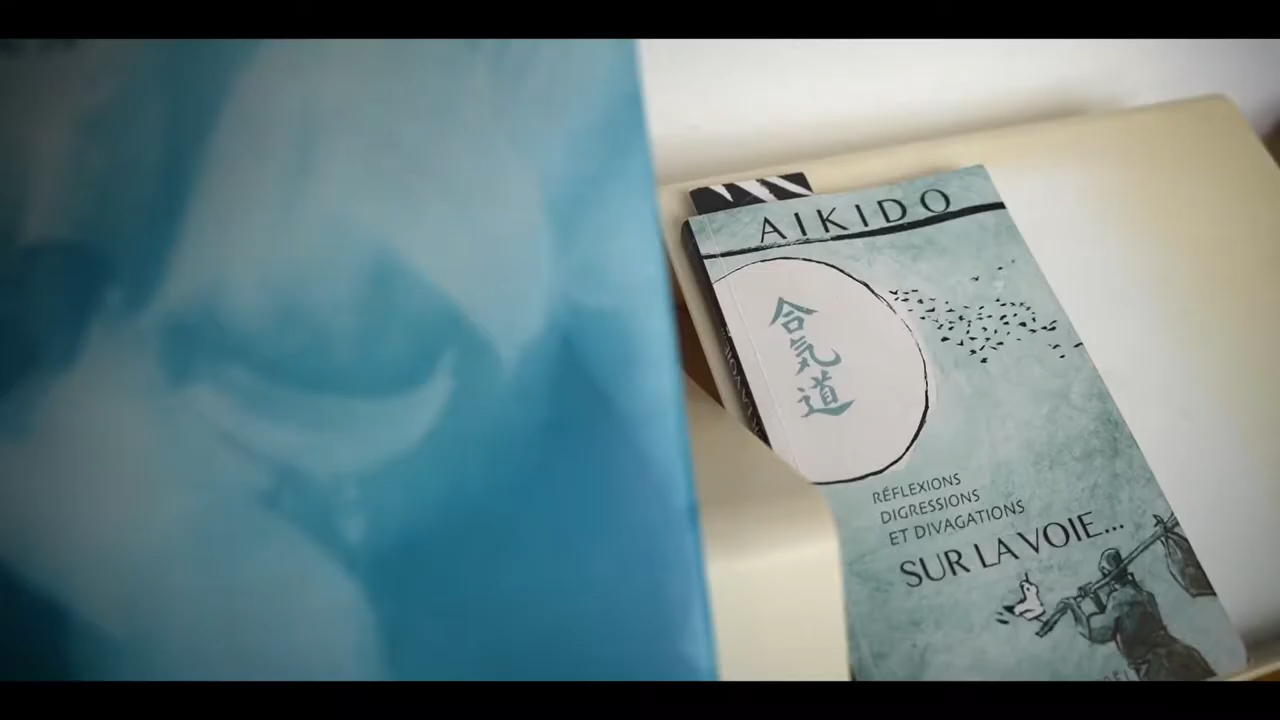 AIKIDO
合
気
道
RÉFLEXIONS
DIGRESSIONS
ET DIVAGATIONS
SUR LA VOIE...